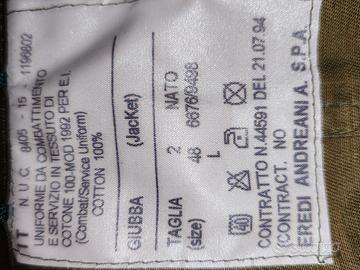 IT N U C 8405 - 15 - 1198802
UNIFORME DA COMBATTIMENTO
E SERVIZIO IN TESSUTO DI
COTONE 100-MOD 1992 PER E.I.
(Combat/Service Uniform)
COTTON 100%
GIUBBA (JacKet)
TAGLIA 2 NATO
(size) 48 6676/9498
L
40
CONTRATTO N.44591 DEL 21.07.94
(CONTRACT. NO
EREDI ANDREANI A. S.P.A.